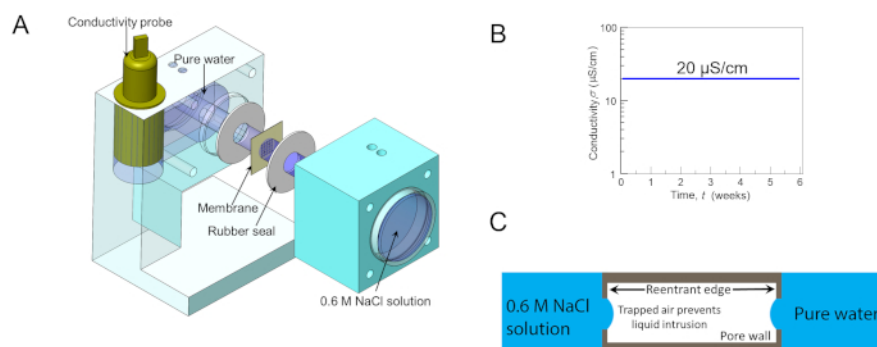 A
Conductivity probe
Pure water
Membrane
Rubber seal
0.6 M NaCl solution
B
Conductivity, σ (µS/cm)
100
10
1
20 µS/cm
0 1 2 3 4 5 6
Time, t (weeks)
C
0.6 M NaCl
solution
Reentrant edge
Trapped air prevents
liquid intrusion
Pore wall
Pure water